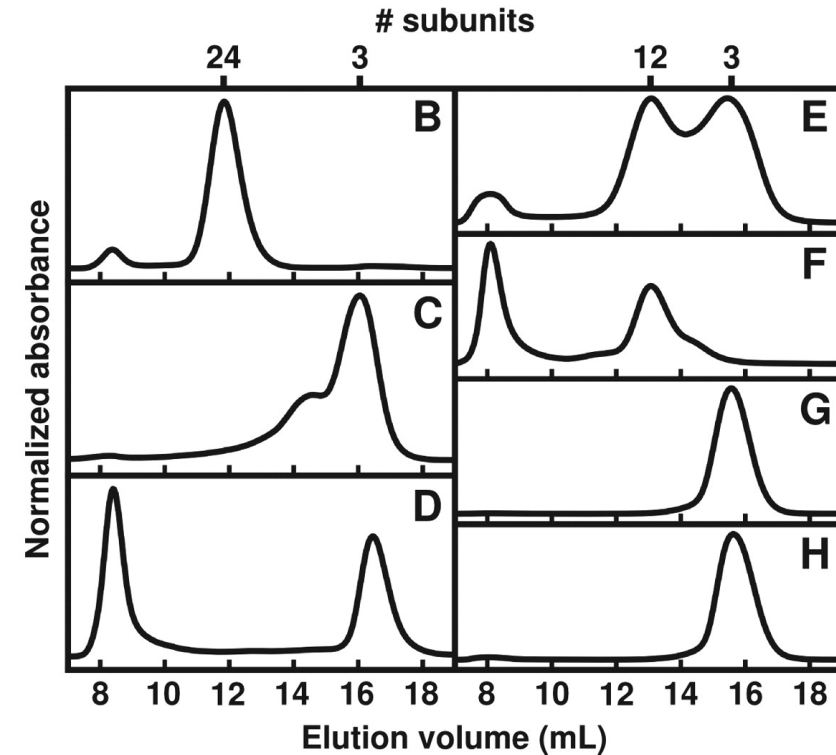 # subunits
24 3 12 3
B
E
F
C
G
D
H
Normalized absorbance
8 10 12 14 16 18 8 10 12 14 16 18
Elution volume (mL)